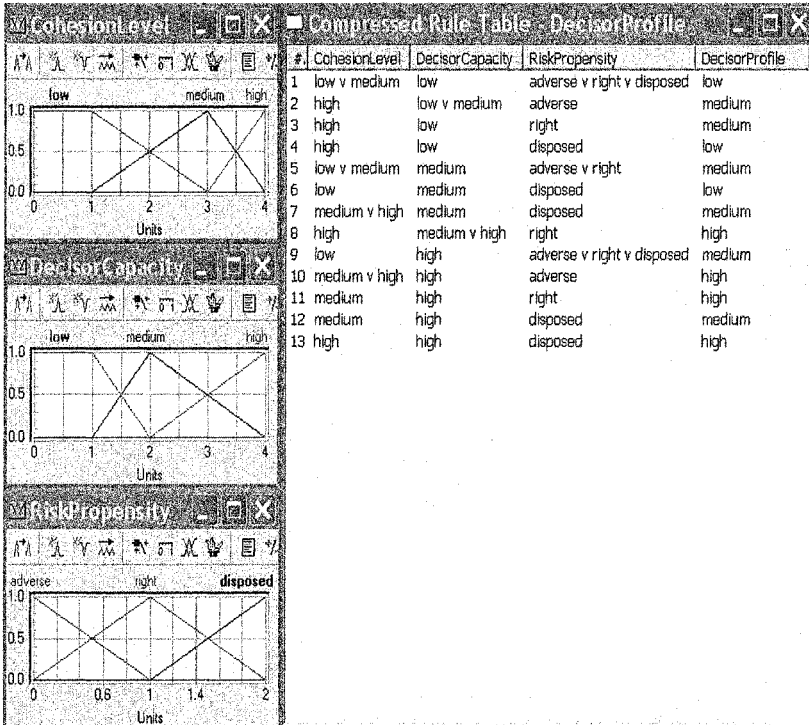 CohesionLevel
low medium high
1.0
0.5
0.0
0 1 2 3 4
Units
DecisorCapacity
low medium high
1.0
0.5
0.0
0 1 2 3 4
Units
RiskPropensity
adverse right disposed
1.0
0.5
0.0
0 0.6 1 1.4 2
Units
Compressed Rule Table - DecisorProfile
# CohesionLevel DecisorCapacity RiskPropensity DecisorProfile
1 low v medium low adverse v right v disposed low
2 high low v medium adverse medium
3 high low right medium
4 high low disposed low
5 low v medium medium adverse v right medium
6 low medium disposed low
7 medium v high medium disposed medium
8 high medium v high right high
9 low high adverse v right v disposed medium
10 medium v high high adverse high
11 medium high right high
12 medium high disposed medium
13 high high disposed high